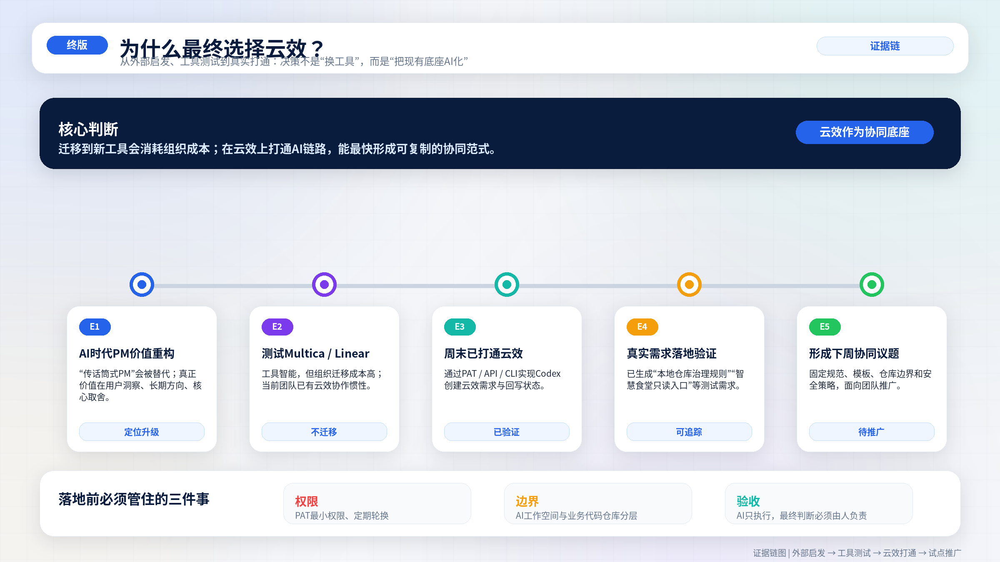 终版
为什么最终选择云效？
从外部启发、工具测试到真实打通：决策不是“换工具”，而是“把现有底座AI化”
证据链
核心判断
迁移到新工具会消耗组织成本；在云效上打通AI链路，能最快形成可复制的协同范式。
云效作为协同底座
E1
AI时代PM价值重构
“传话筒式PM”会被替代；真正
价值在用户洞察、长期方向、核
心取舍。
定位升级
E2
测试Multica / Linear
工具智能，但组织迁移成本高；
当前团队已有云效协作惯性。
不迁移
E3
周末已打通云效
通过PAT / API / CLI实现Codex
创建云效需求与回写状态。
已验证
E4
真实需求落地验证
已生成“本地仓库治理规则”“智
慧食堂只读入口”等测试需求。
可追踪
E5
形成下周协同议题
固定规范、模板、仓库边界和安
全策略，面向团队推广。
待推广
落地前必须管住的三件事
权限
PAT最小权限、定期轮换
边界
AI工作空间与业务代码仓库分层
验收
AI只执行，最终判断必须由人负责
证据链图 | 外部启发 → 工具测试 → 云效打通 → 试点推广